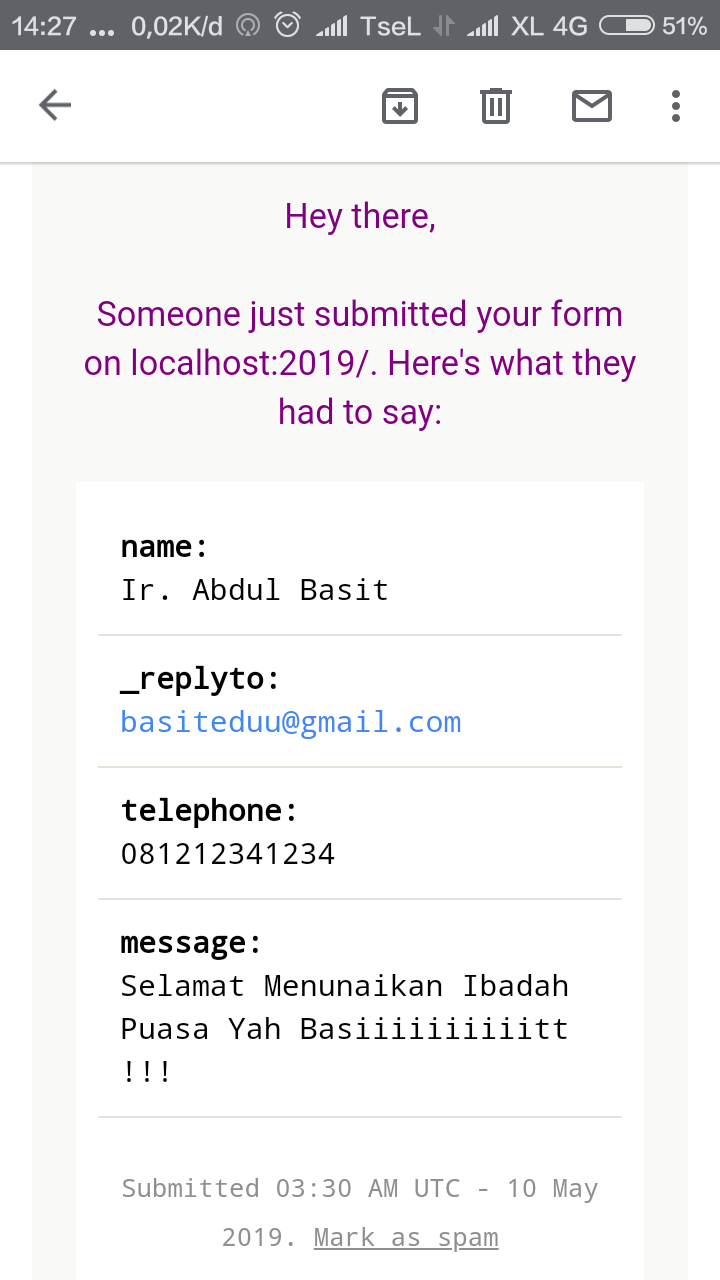 14:27 ... 0,02K/d TseL XL 4G 51%
Hey there,
Someone just submitted your form
on localhost:2019/. Here's what they
had to say:
name:
Ir. Abdul Basit
_replyto:
basiteduu@gmail.com
telephone:
081212341234
message:
Selamat Menunaikan Ibadah
Puasa Yah Basiiiiiiiiiitt
!!!
Submitted 03:30 AM UTC - 10 May
2019. Mark as spam